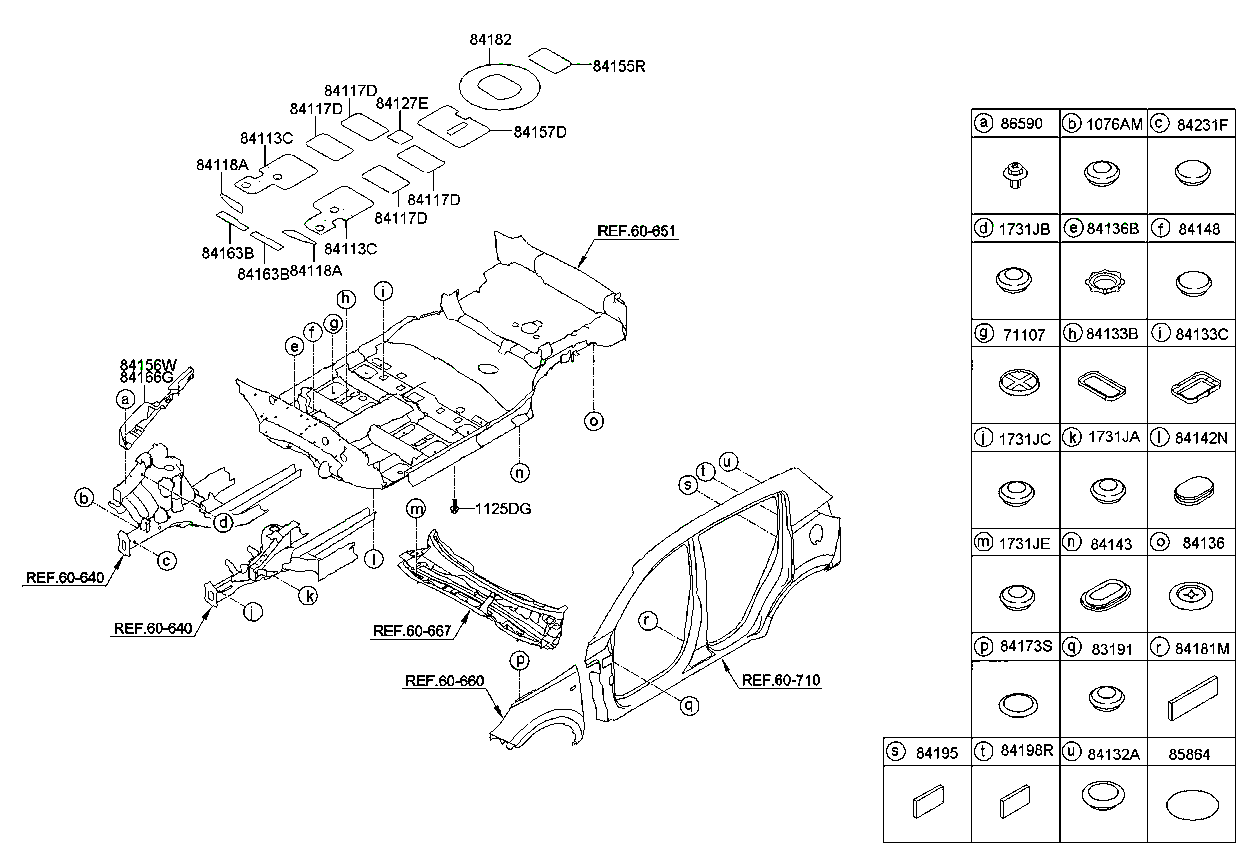 84182
84155R
84117D
84127E
84117D
84157D
84113C
84118A
84117D
84117D
84163B
84163B
84118A
84113C
REF.60-651
h i
f g
e
84156W
84166G
a
o
n
1125DG
m
b
d
c
l
k
j
REF.60-640
REF.60-640
REF.60-667
p
REF.60-660
s t u
r
q
REF.60-710
a 86590 b 1076AM c 84231F
d 1731JB e 84136B f 84148
g 71107 h 84133B i 84133C
j 1731JC k 1731JA l 84142N
m 1731JE n 84143 o 84136
p 84173S q 83191 r 84181M
s 84195 t 84198R u 84132A 85864